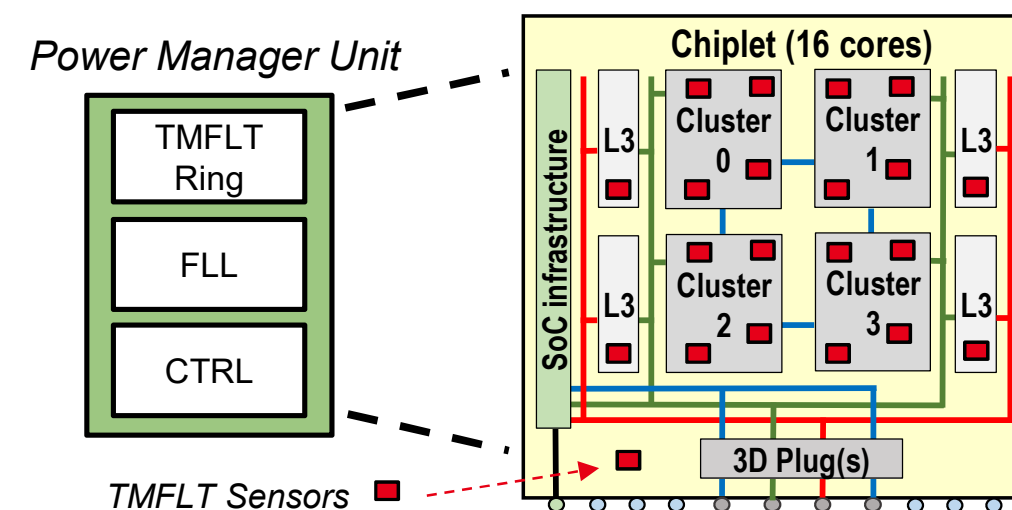 Power Manager Unit
TMFLT
Ring
FLL
CTRL
TMFLT Sensors
Chiplet (16 cores)
SoC infrastructure
L3
Cluster
0
Cluster
1
L3
L3
Cluster
2
Cluster
3
L3
3D Plug(s)